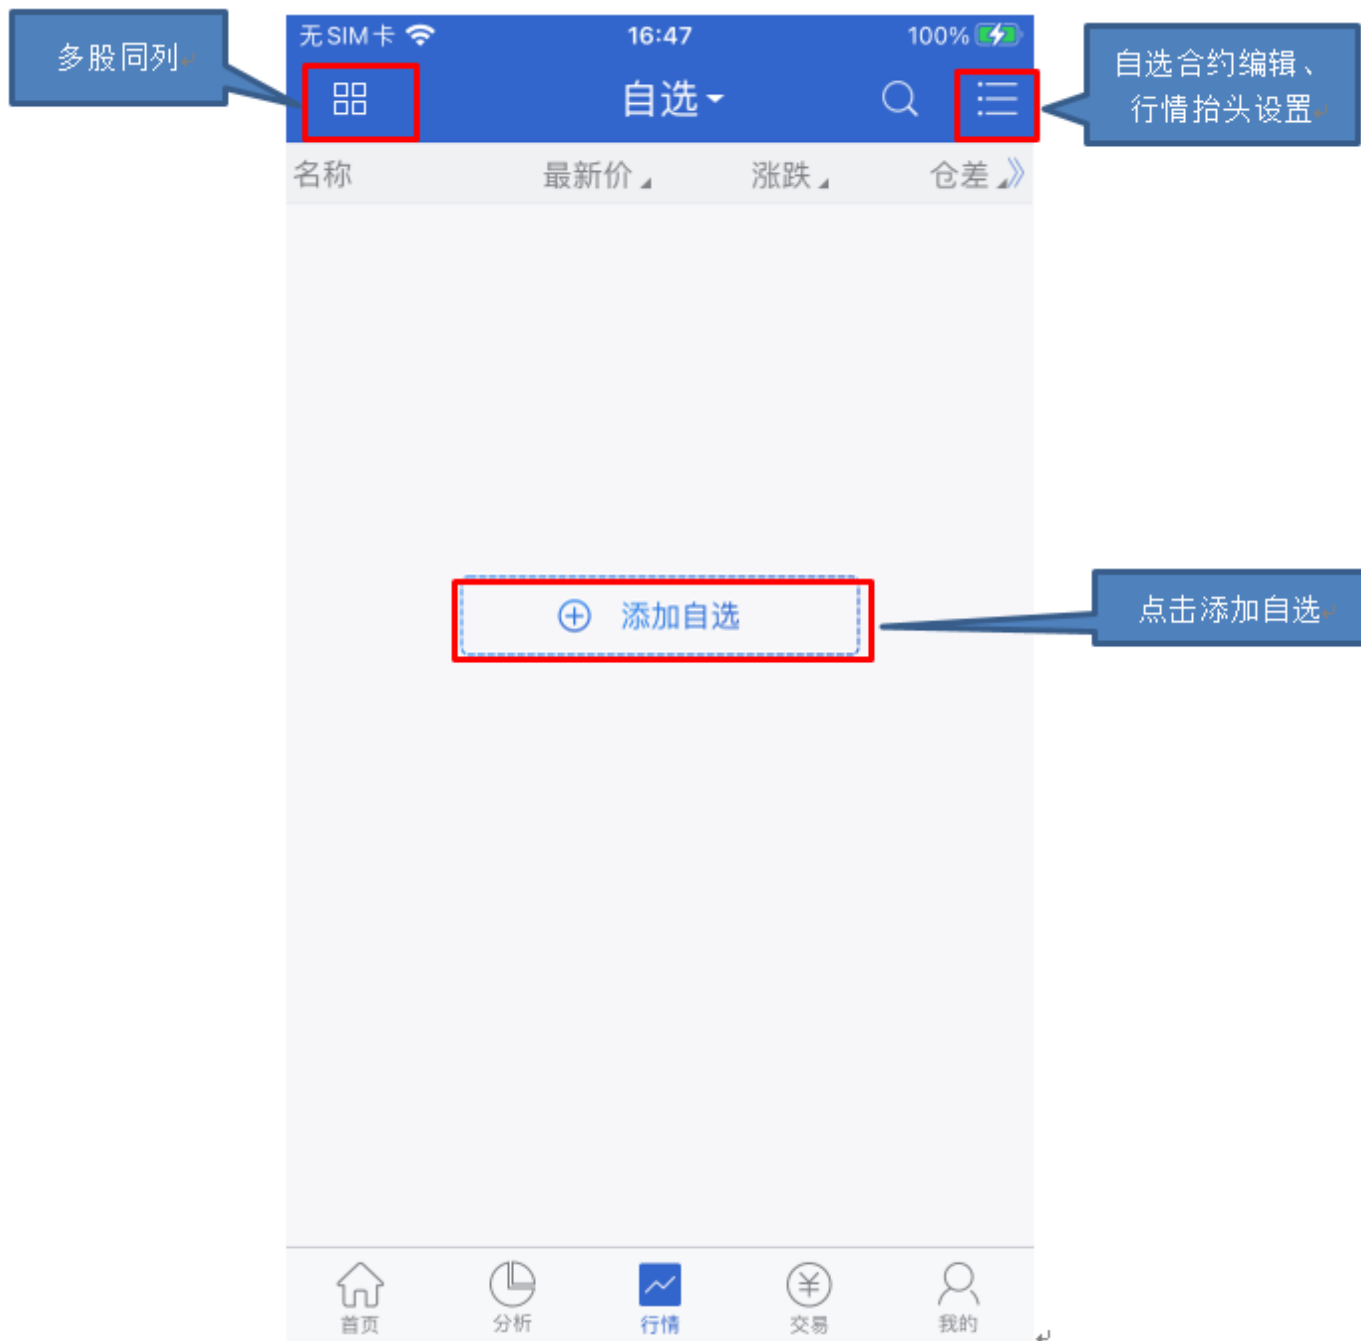 多股同列
无SIM卡
16:47
100%
自选
自选合约编辑、
行情抬头设置
名称
最新价
涨跌
仓差
添加自选
点击添加自选
首页
分析
行情
交易
我的